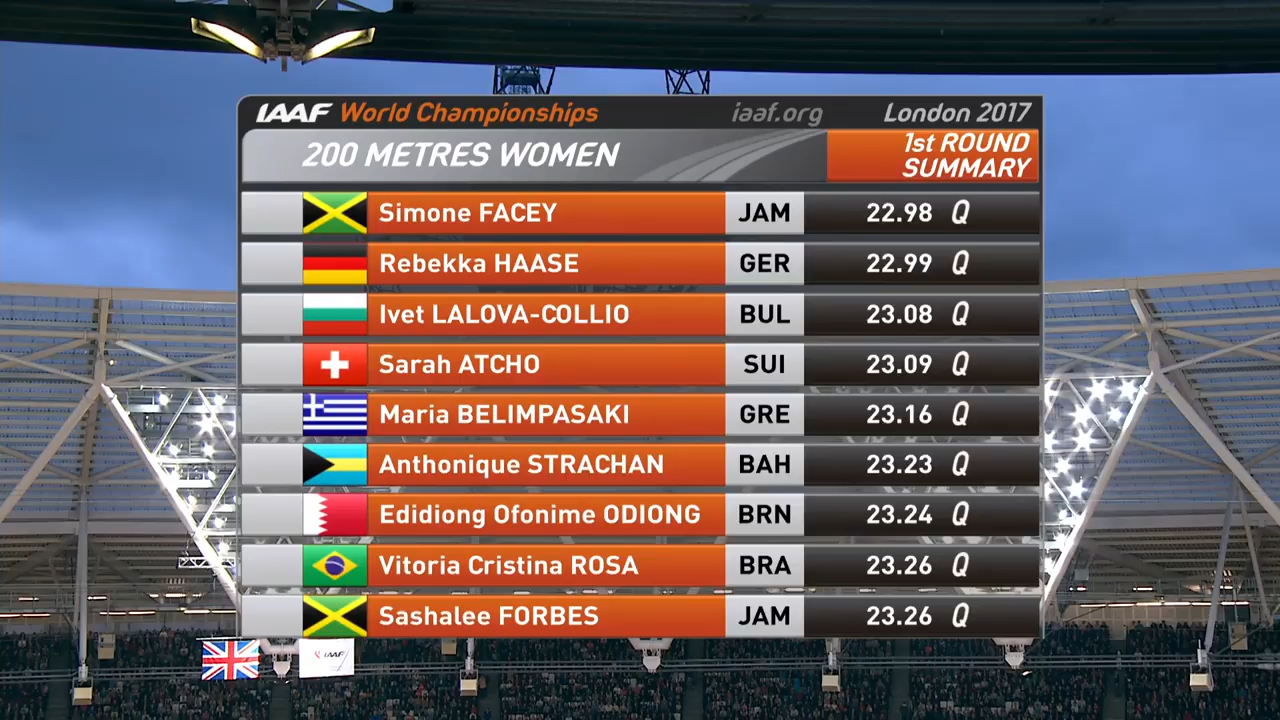 IAAF World Championships iaaf.org London 2017
200 METRES WOMEN
1st ROUND
SUMMARY
Simone FACEY JAM 22.98 Q
Rebekka HAASE GER 22.99 Q
Ivet LALOVA-COLLIO BUL 23.08 Q
Sarah ATCHO SUI 23.09 Q
Maria BELIMPASAKI GRE 23.16 Q
Anthonique STRACHAN BAH 23.23 Q
Edidiong Ofonime ODIONG BRN 23.24 Q
Vitoria Cristina ROSA BRA 23.26 Q
Sashalee FORBES JAM 23.26 Q
IAAF